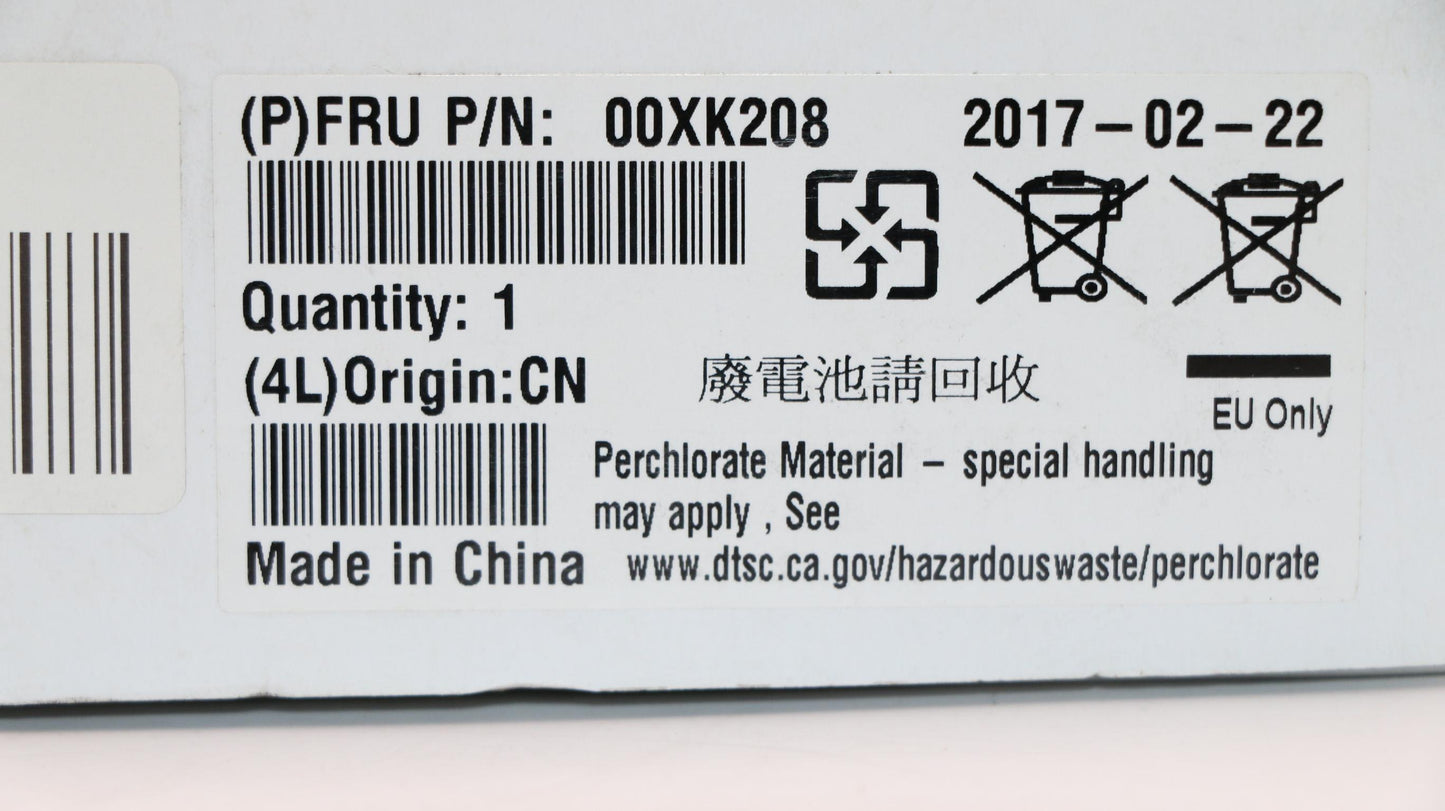 (P)FRU P/N: 00XK208 2017-02-22
Quantity: 1
(4L)Origin:CN
廢電池請回收
EU Only
Perchlorate Material - special handling
may apply , See
Made in China
www.dtsc.ca.gov/hazardouswaste/perchlorate